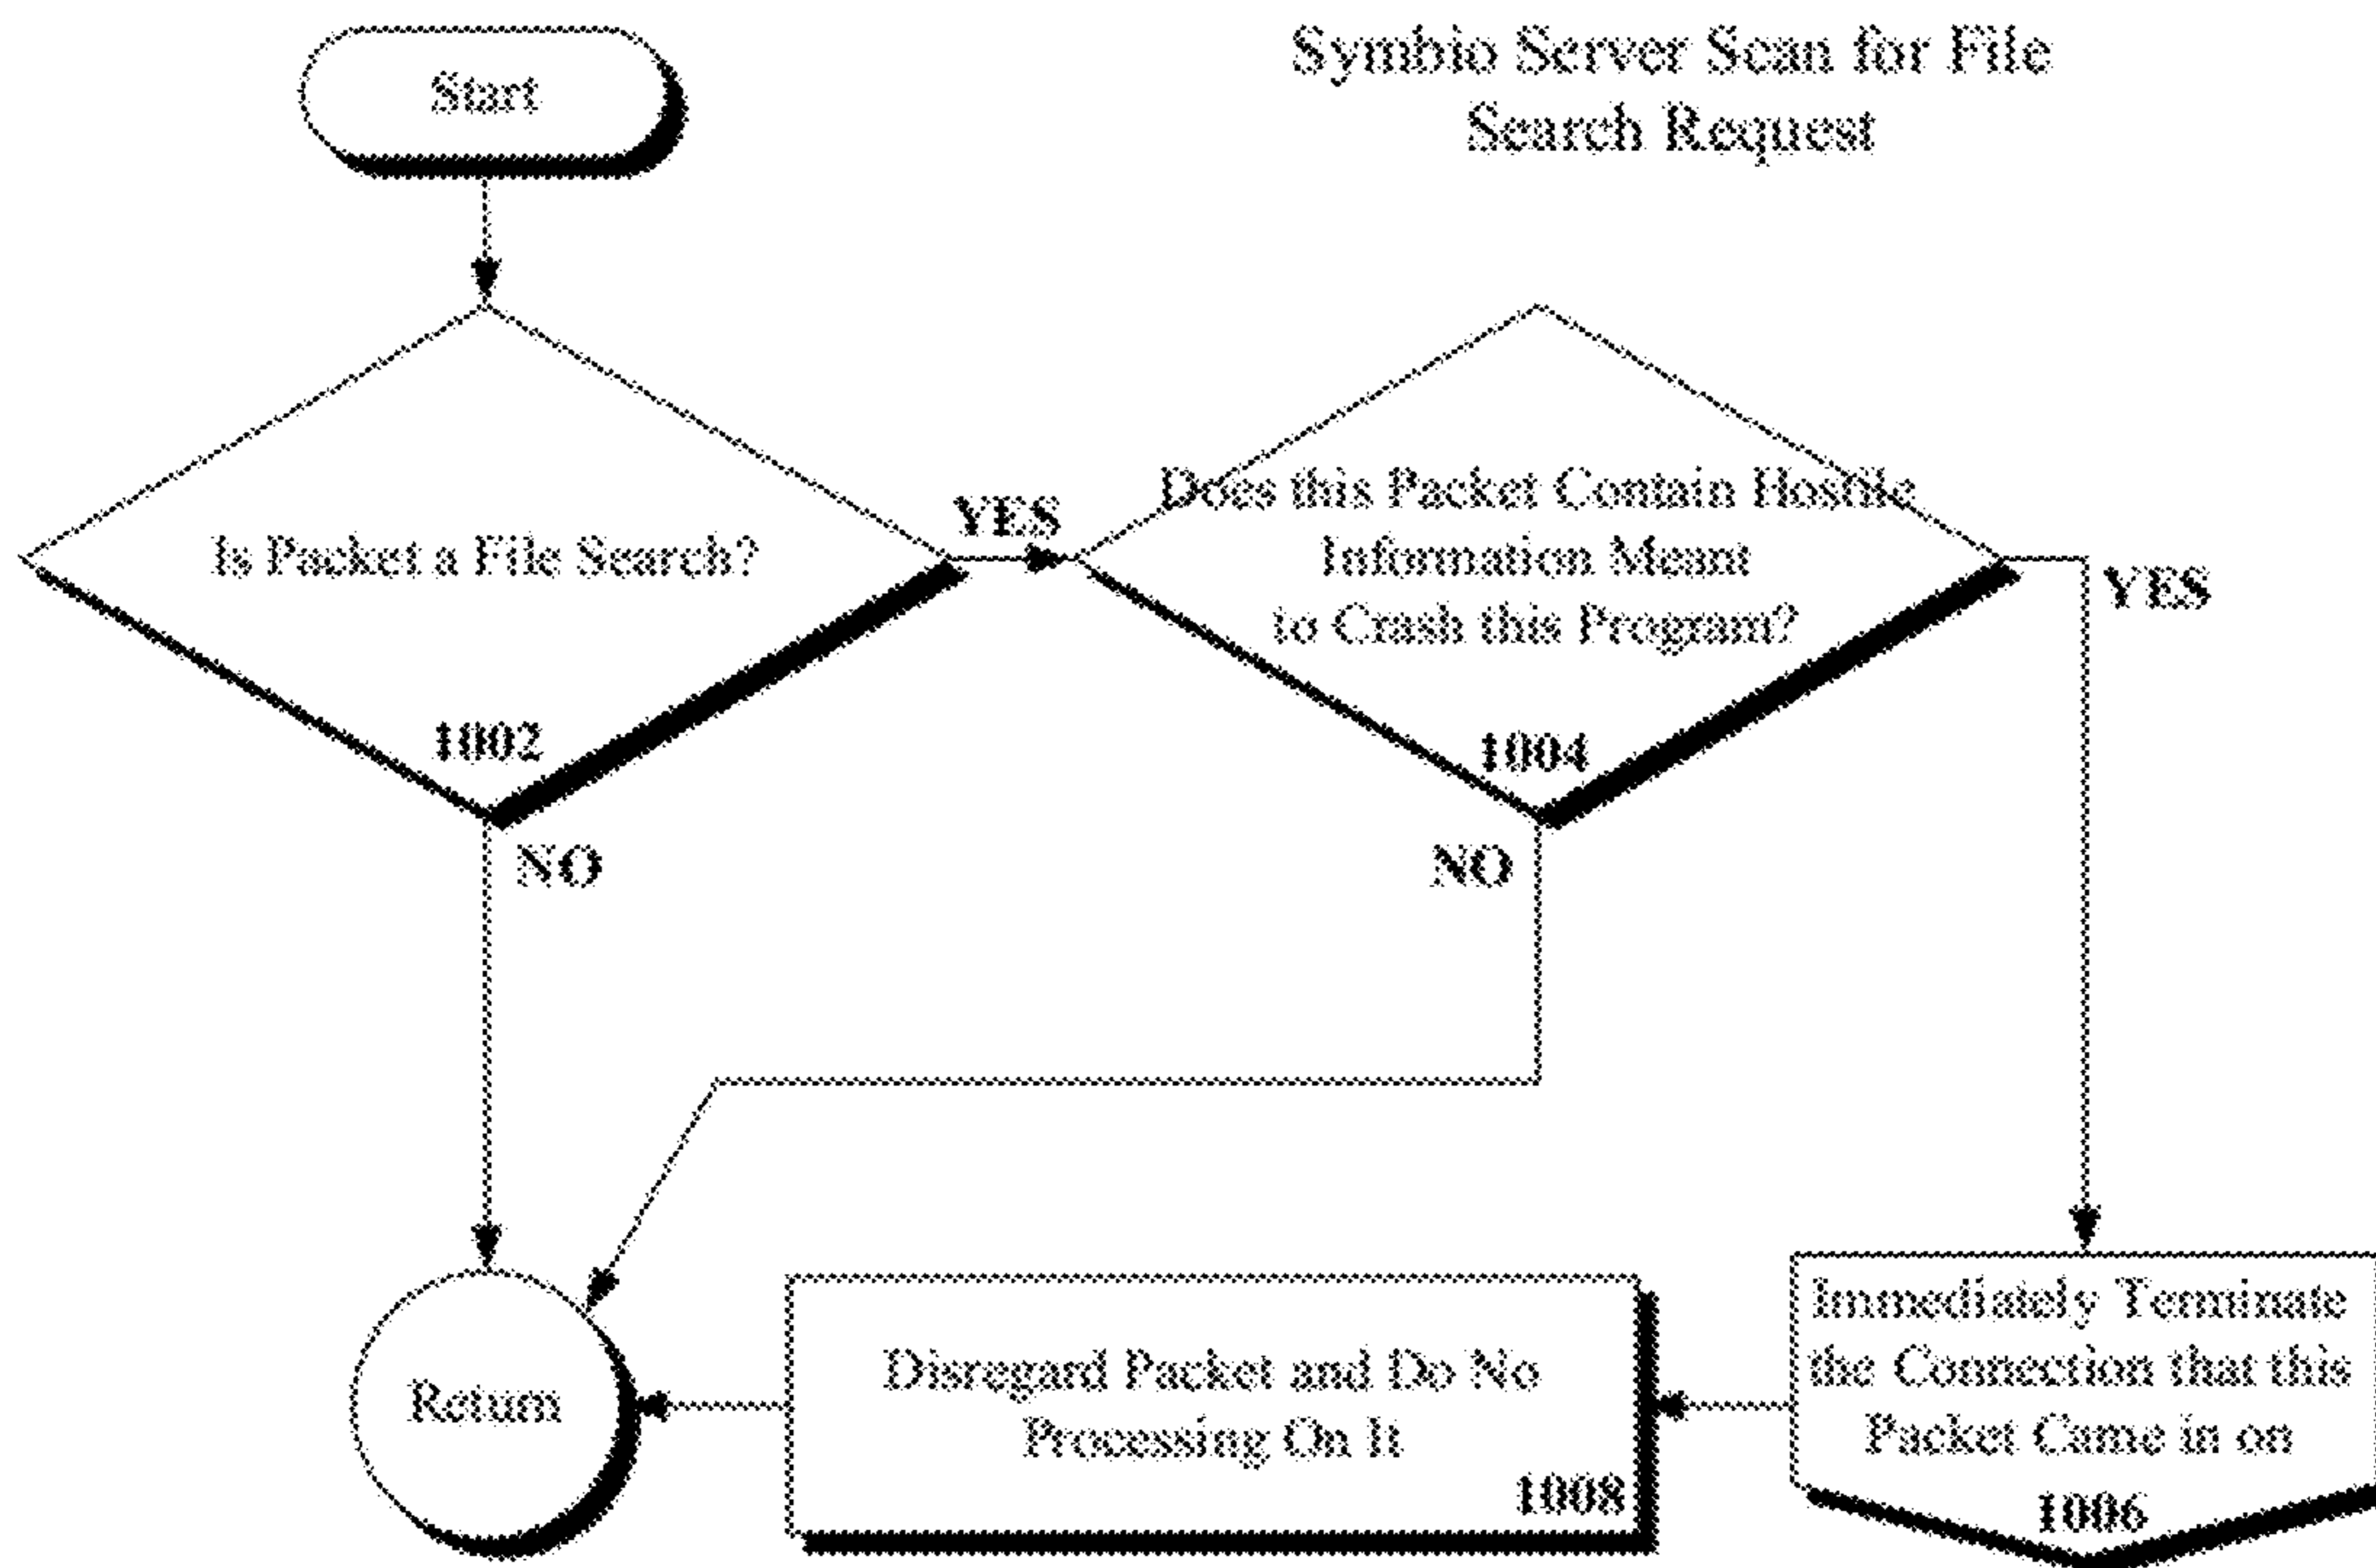 Symbio Server Scan for File
Search Request
Start
Is Packet a File Search?
1002
YES
NO
Does this Packet Contain Hostile
Information Meant
to Crash this Program?
1004
YES
NO
Immediately Terminate
the Connection that this
Packet Came in on
1006
Disregard Packet and Do No
Processing On It
1008
Return